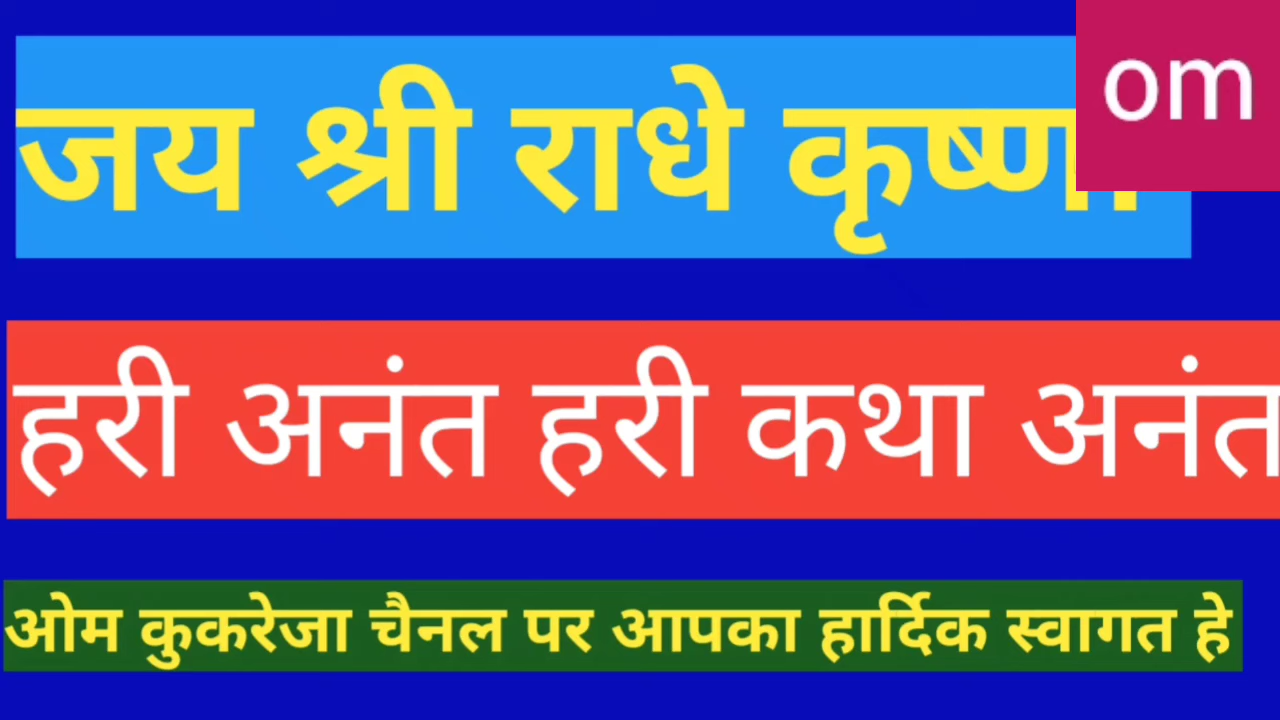 जय श्री राधे कृष्णा
om
हरी अनंत हरी कथा अनंत
ओम कुकरेजा चैनल पर आपका हार्दिक स्वागत हे